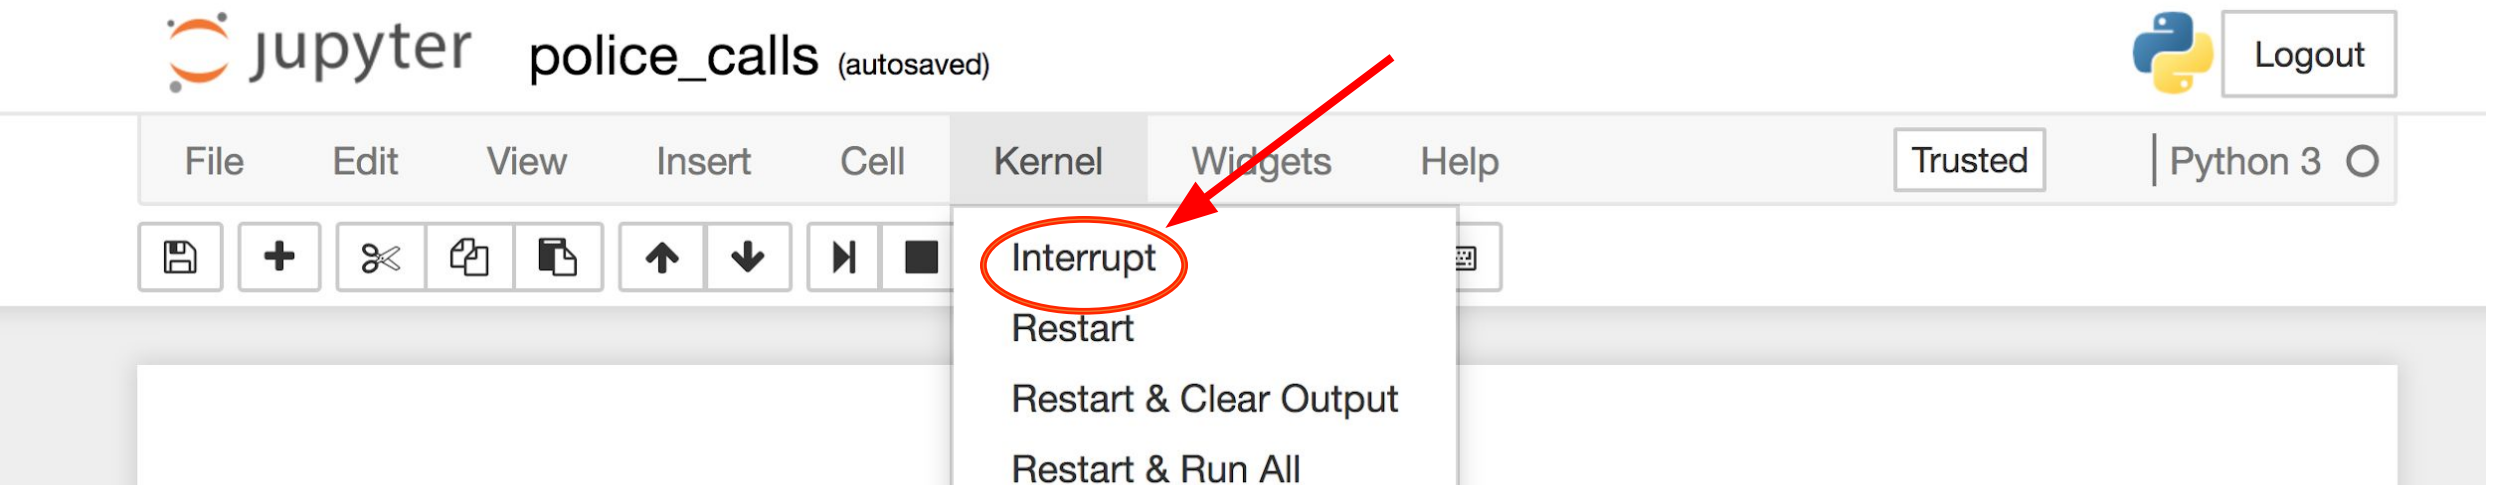 jupyter police_calls (autosaved) Logout
File Edit View Insert Cell Kernel Widgets Help Trusted Python 3
Interrupt
Restart
Restart & Clear Output
Restart & Run All